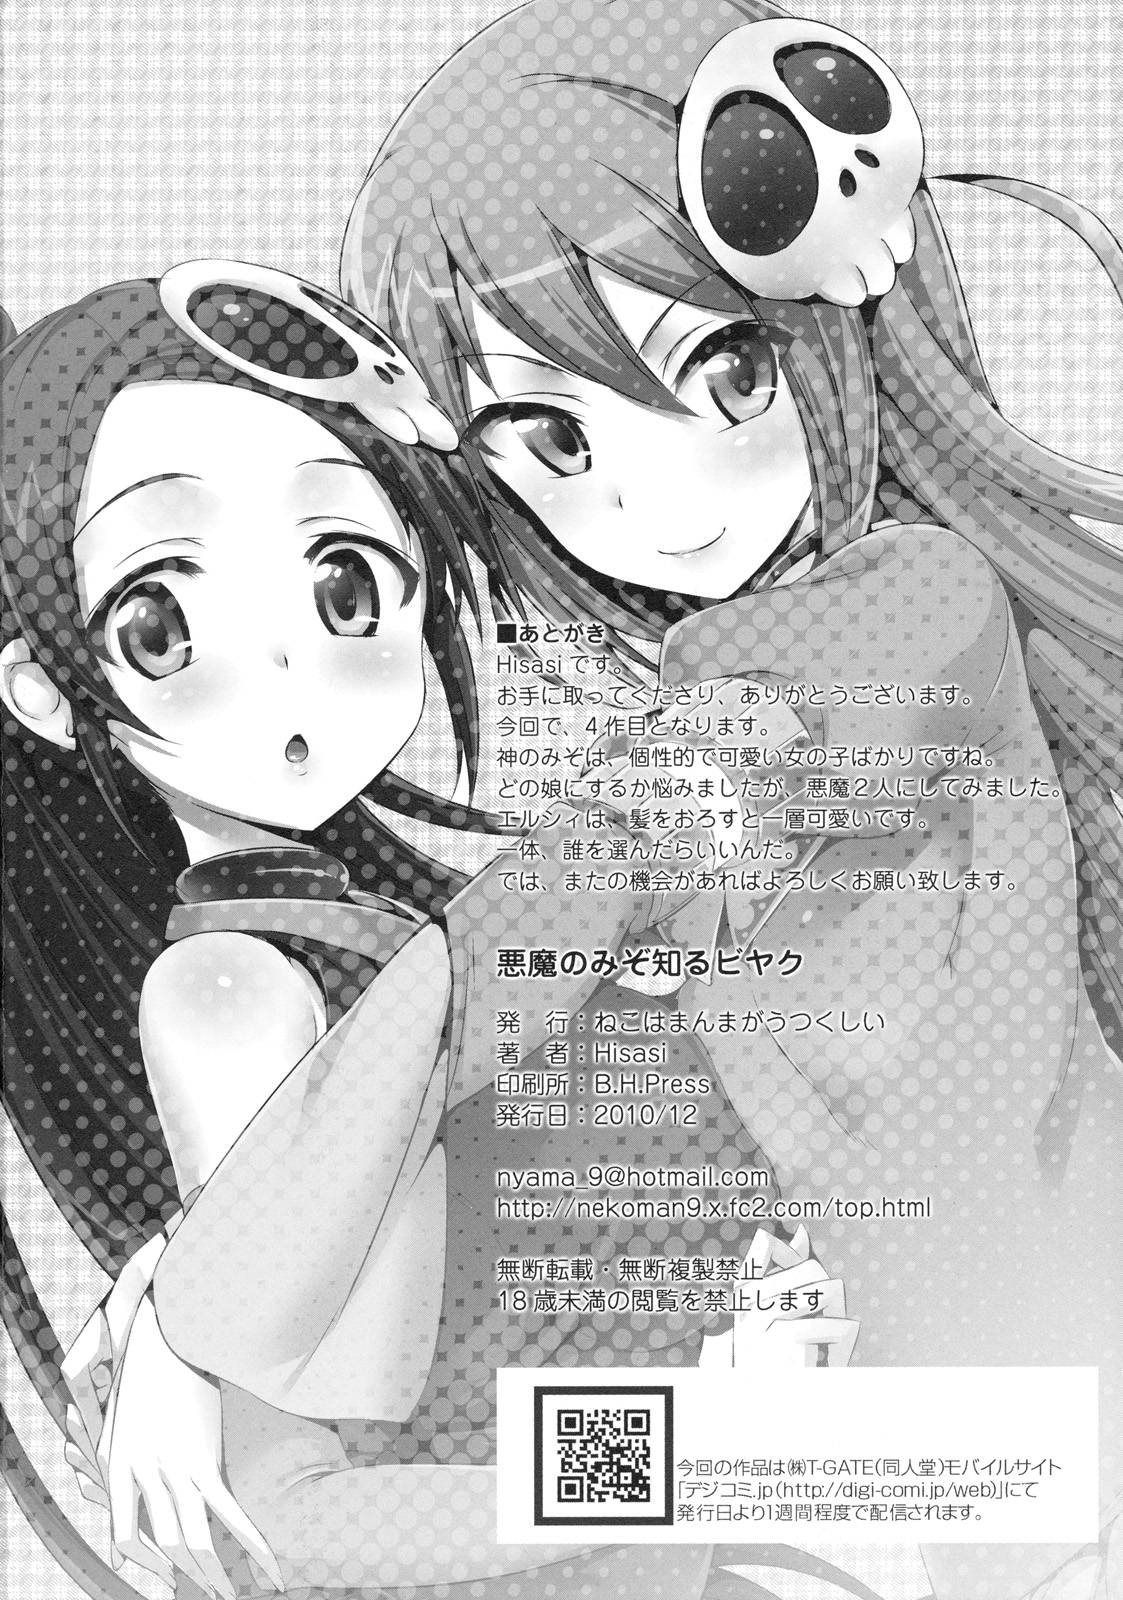 ■あとがき
Hisasiです。
お手に取ってくださり、ありがとうございます。
今回で、4作目となります。
神のみぞは、個性的で可愛い女の子ばかりですね。
どの娘にするか悩みましたが、悪魔2人にしてみました。
エルシィは、髪をおろすと一層可愛いです。
一体、誰を選んだらいいんだ。
では、またの機会があればよろしくお願い致します。
悪魔のみぞ知るビヤク
発　行：ねこはまんまがうつくしい
著　者：Hisasi
印刷所：B.H.Press
発行日：2010/12
nyama_9@hotmail.com
http://nekoman9.x.fc2.com/top.html
無断転載・無断複製禁止
18歳未満の閲覧を禁止します
今回の作品は㈱T-GATE(同人堂)モバイルサイト
「デジコミ.jp(http://digi-comi.jp/web)」にて
発行日より1週間程度で配信されます。